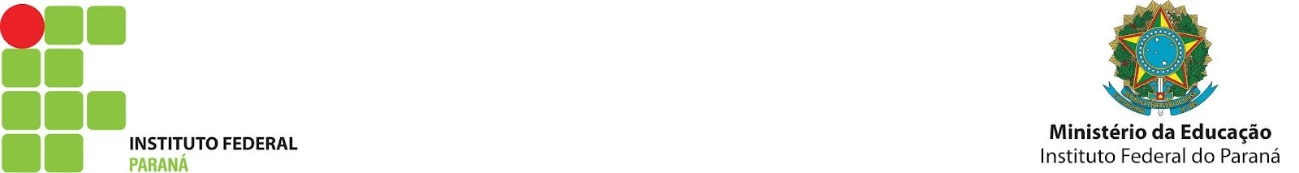 INSTITUTO FEDERAL
PARANÁ
Ministério da Educação
Instituto Federal do Paraná